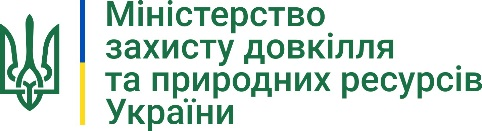 Міністерство
захисту довкілля
та природних ресурсів
України